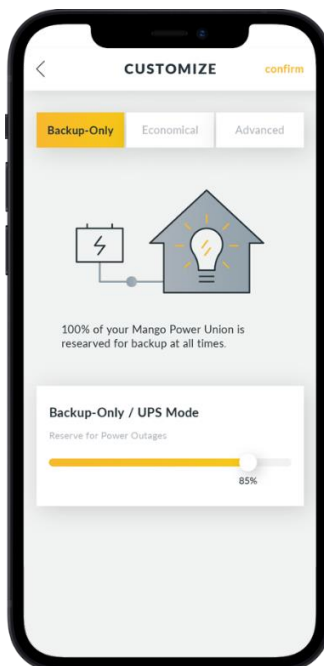 CUSTOMIZE
confirm
Backup-Only
Economical
Advanced
100% of your Mango Power Union is
researved for backup at all times.
Backup-Only / UPS Mode
Reserve for Power Outages
85%